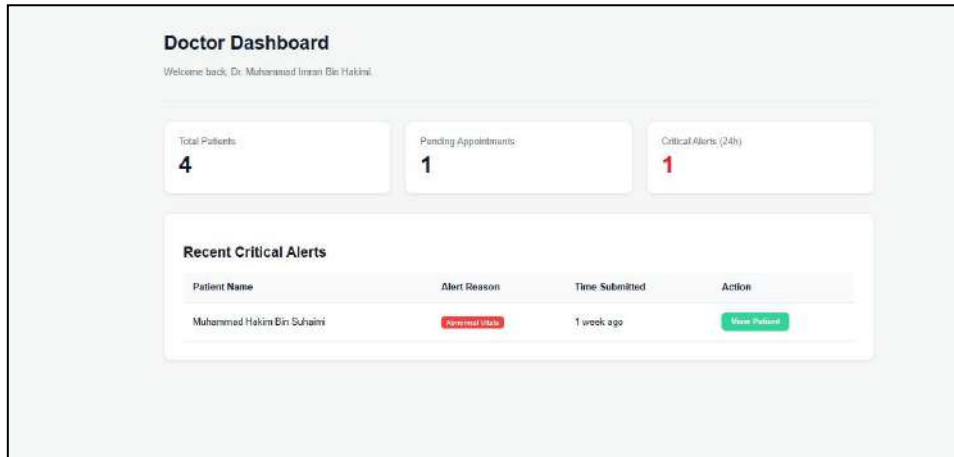 Doctor Dashboard
Welcome back, Dr. Muhammad Imran Bin Hakimi.
Total Patients
4
Pending Appointments
1
Critical Alerts (24h)
1
Recent Critical Alerts
Patient Name Alert Reason Time Submitted Action
Muhammad Hakim Bin Suhaimi Abnormal Vitals 1 week ago View Patient